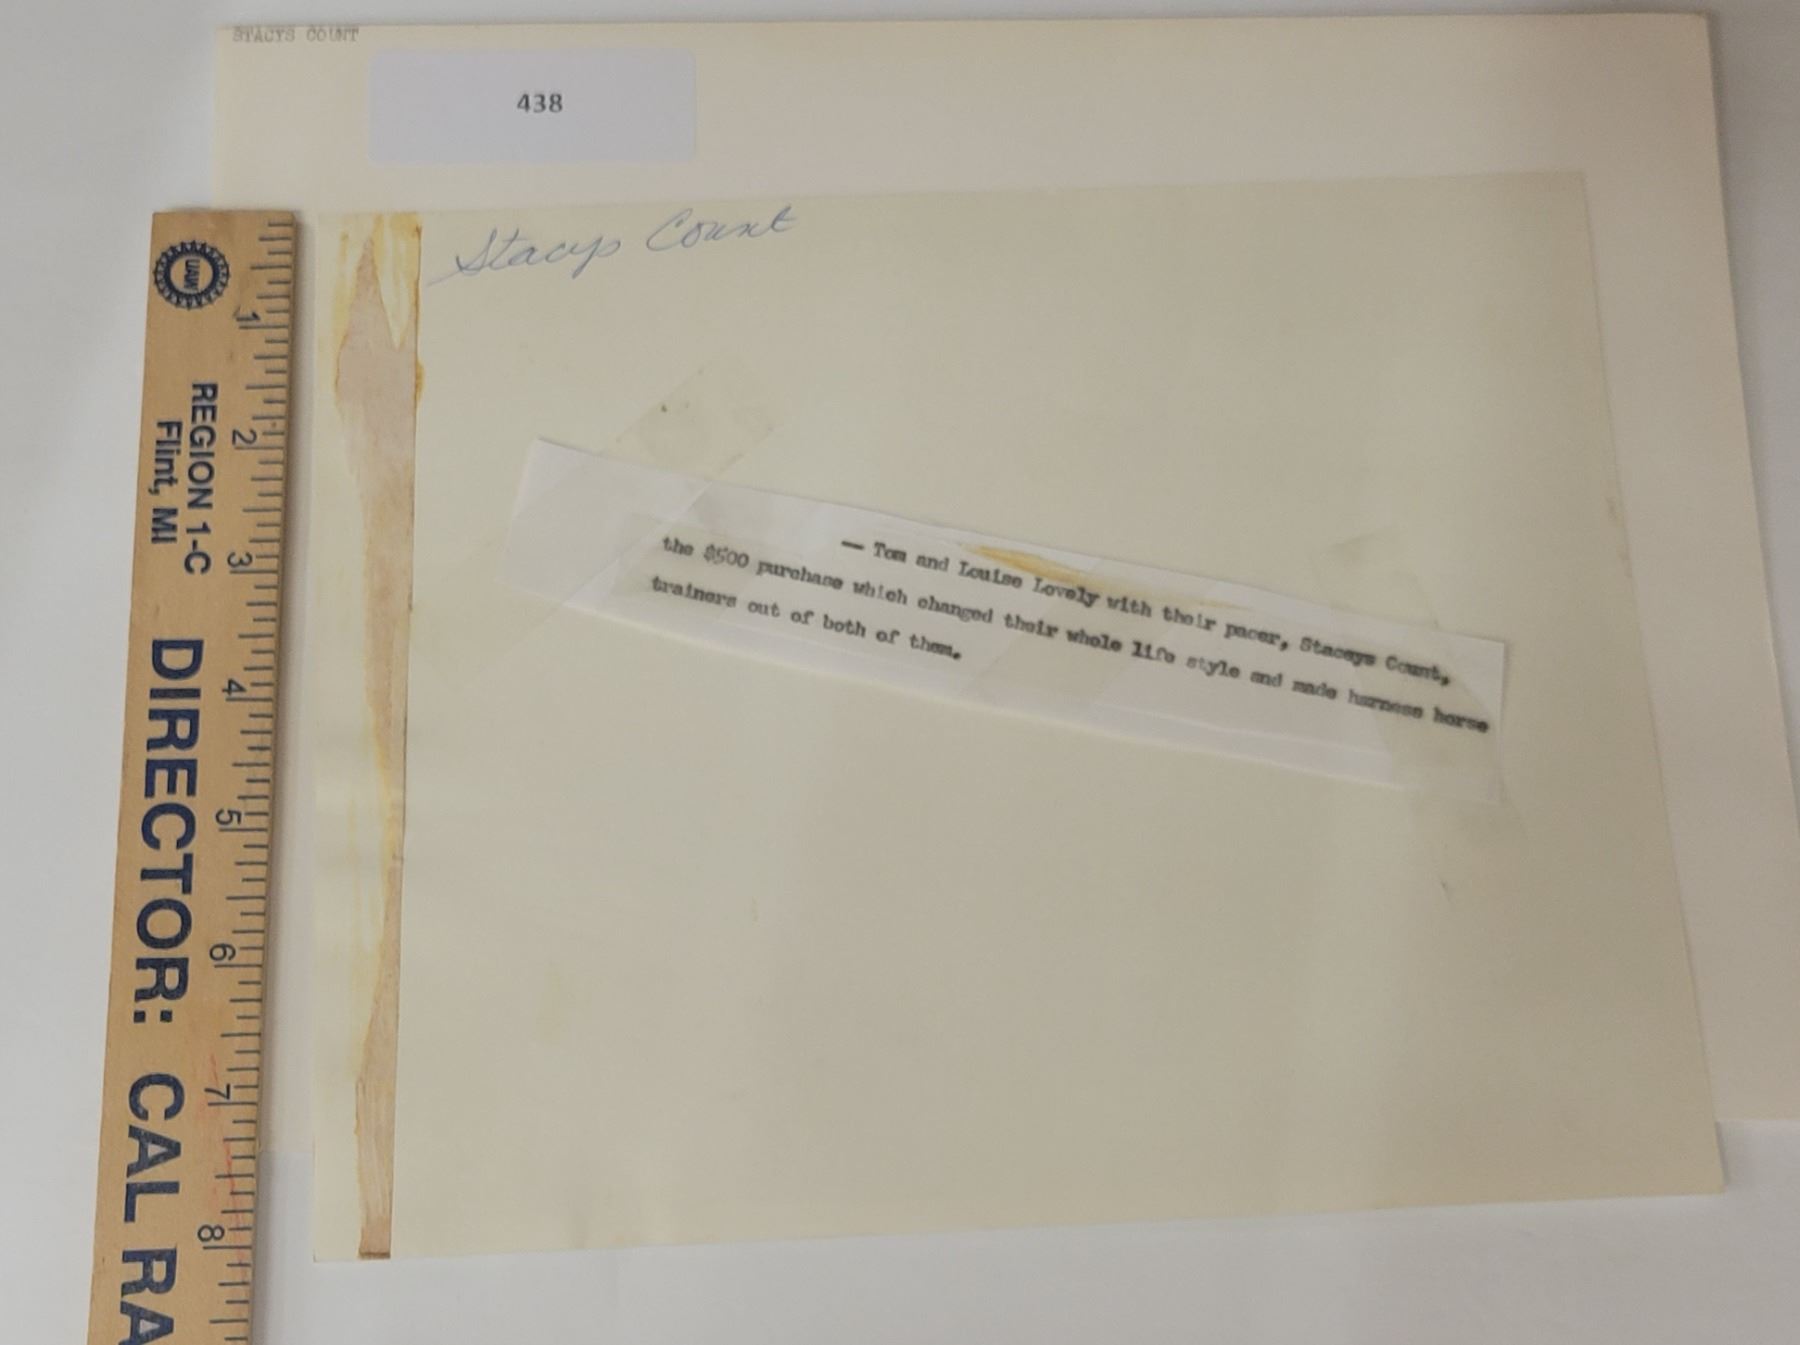 STACYS COUNT
438
Stacys Count
— Tom and Louise Lovely with their pacer, Staceys Count,
the $500 purchase which changed their whole life style and made harness horse
trainers out of both of them.
UAW
REGION 1-C
Flint, MI
DIRECTOR: CAL RA
1
2
3
4
5
6
7
8